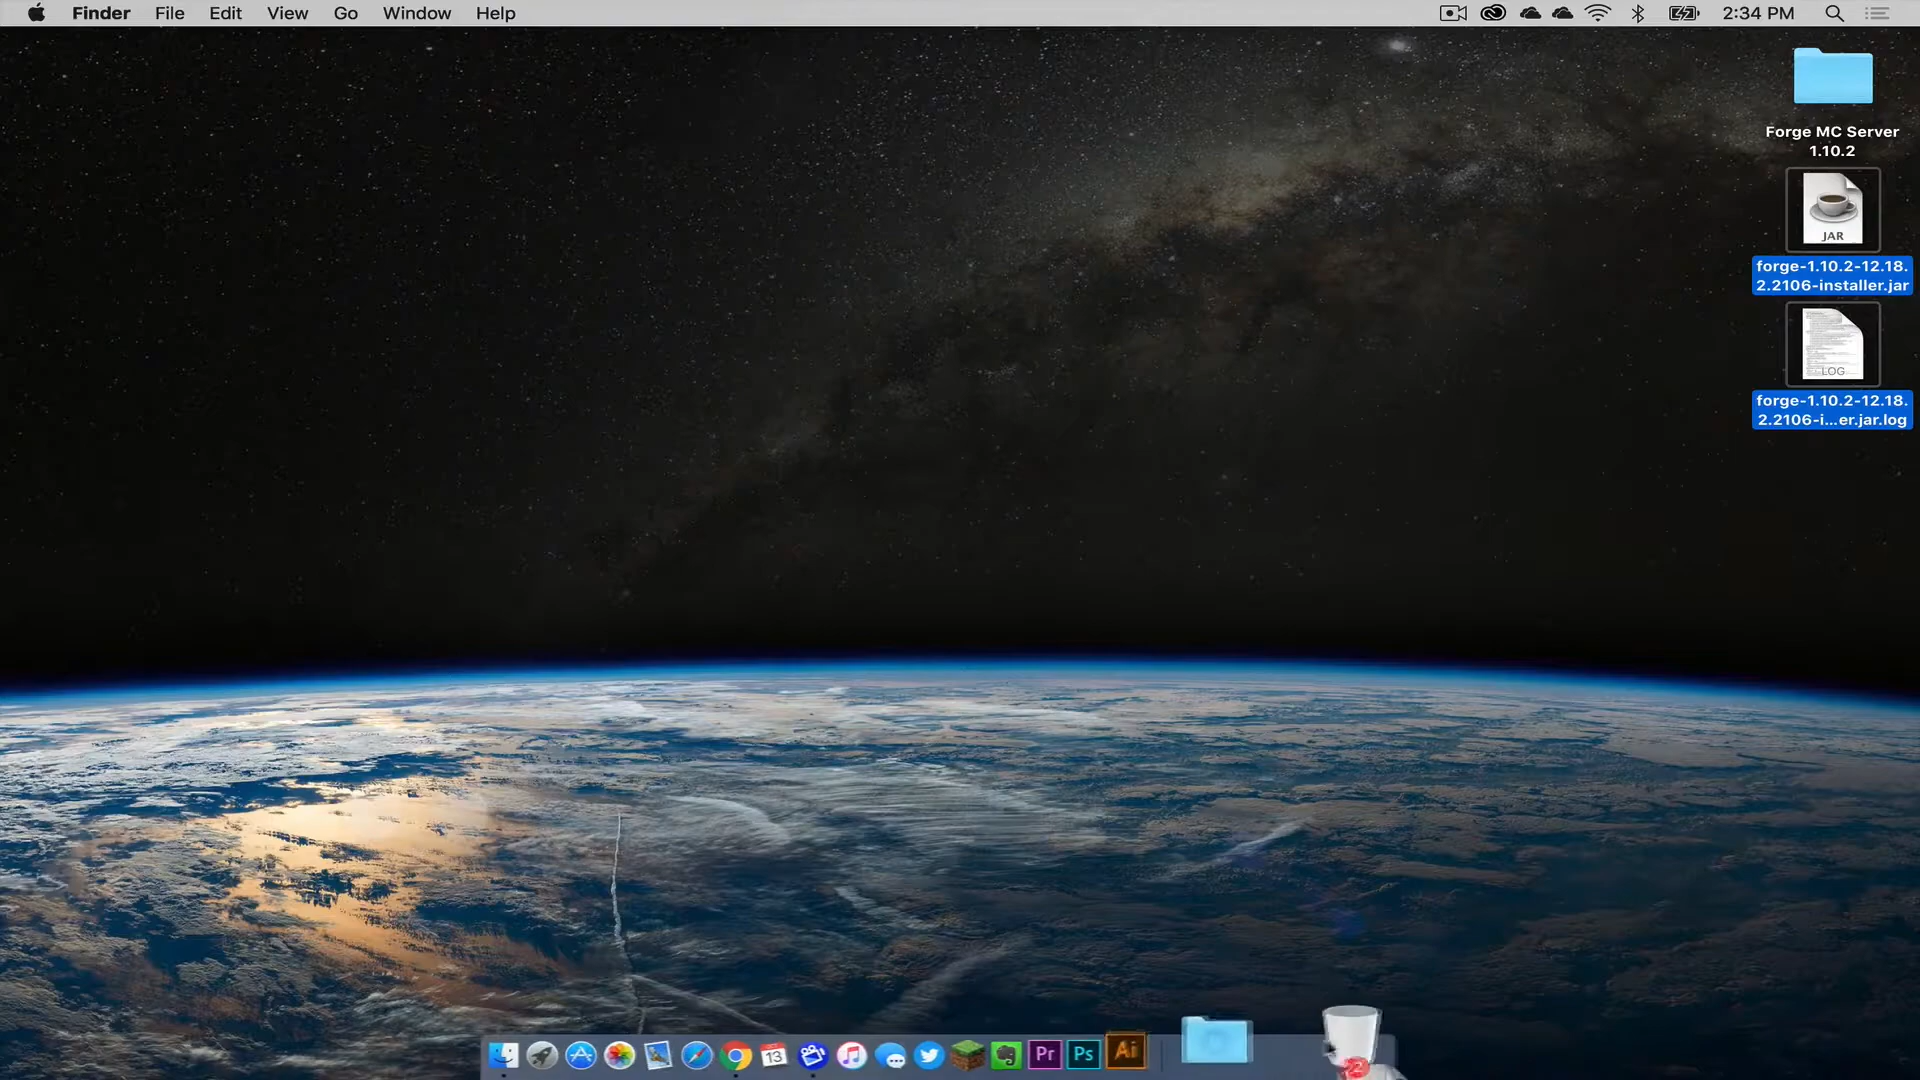 Finder File Edit View Go Window Help 2:34 PM
Forge MC Server
1.10.2
JAR
forge-1.10.2-12.18.
2.2106-installer.jar
LOG
forge-1.10.2-12.18.
2.2106-i...er.jar.log
13
Pr
Ps
Ai
2